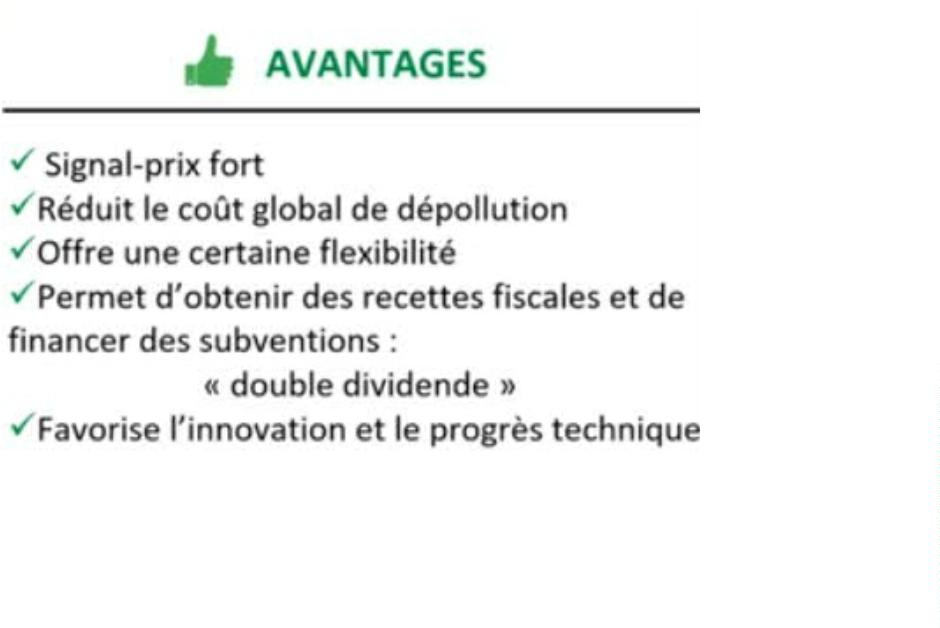 AVANTAGES
✓ Signal-prix fort
✓Réduit le coût global de dépollution
✓Offre une certaine flexibilité
✓Permet d’obtenir des recettes fiscales et de
financer des subventions :
« double dividende »
✓Favorise l’innovation et le progrès technique